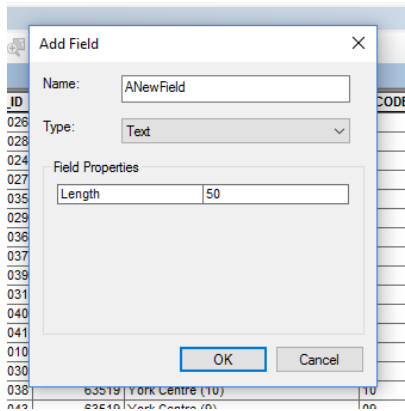 Add Field
Name: ANewField
_ID CODE
026
Type: Text
028
024
Field Properties
027
Length 50
035
029
036
037
039
031
040
041
010
OK Cancel
030
038 63519 York Centre (10) 10
043 63519 York Centre (9) 09